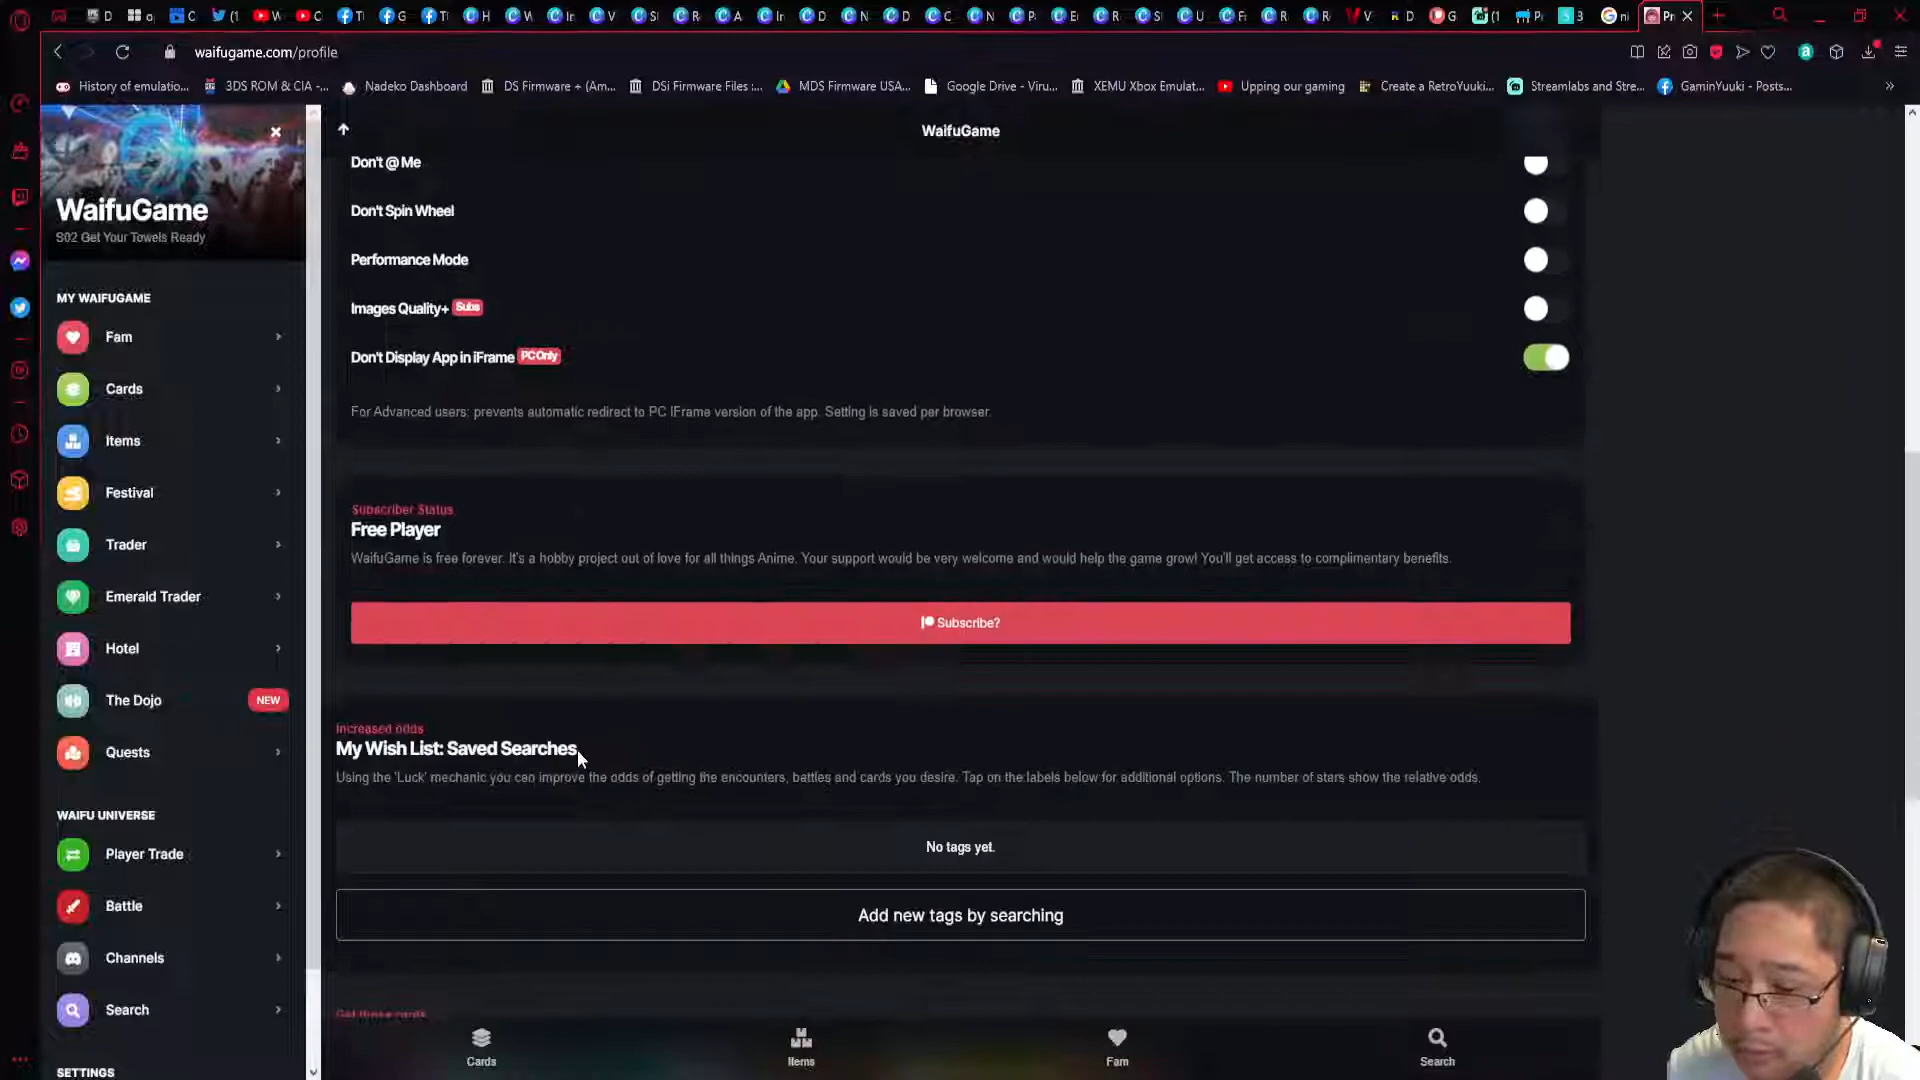 waifugame.com/profile
History of emulatio...
3DS ROM & CIA -...
Nadeko Dashboard
DS Firmware ÷ (Am...
DSi Firmware Files :...
MDS Firmware USA...
Google Drive - Viru...
XEMU Xbox Emulat...
Upping our gaming
Create a RetroYuuki...
Streamlabs and Stre...
GaminYuuki - Posts...
WaifuGame
S02 Get Your Towels Ready
MY WAIFUGAME
Fam
Cards
Items
Festival
Trader
Emerald Trader
Hotel
The Dojo NEW
Quests
WAIFU UNIVERSE
Player Trade
Battle
Channels
Search
SETTINGS
WaifuGame
Don't @ Me
Don't Spin Wheel
Performance Mode
Images Quality+ Subs
Don't Display App in iFrame PC Only
For Advanced users: prevents automatic redirect to PC IFrame version of the app. Setting is saved per browser.
Subscriber Status
Free Player
WaifuGame is free forever. It's a hobby project out of love for all things Anime. Your support would be very welcome and would help the game grow! You'll get access to complimentary benefits.
Subscribe?
Increased odds
My Wish List: Saved Searches
Using the 'Luck' mechanic you can improve the odds of getting the encounters, battles and cards you desire. Tap on the labels below for additional options. The number of stars show the relative odds.
No tags yet.
Add new tags by searching
Get those cards
Cards
Items
Fam
Search